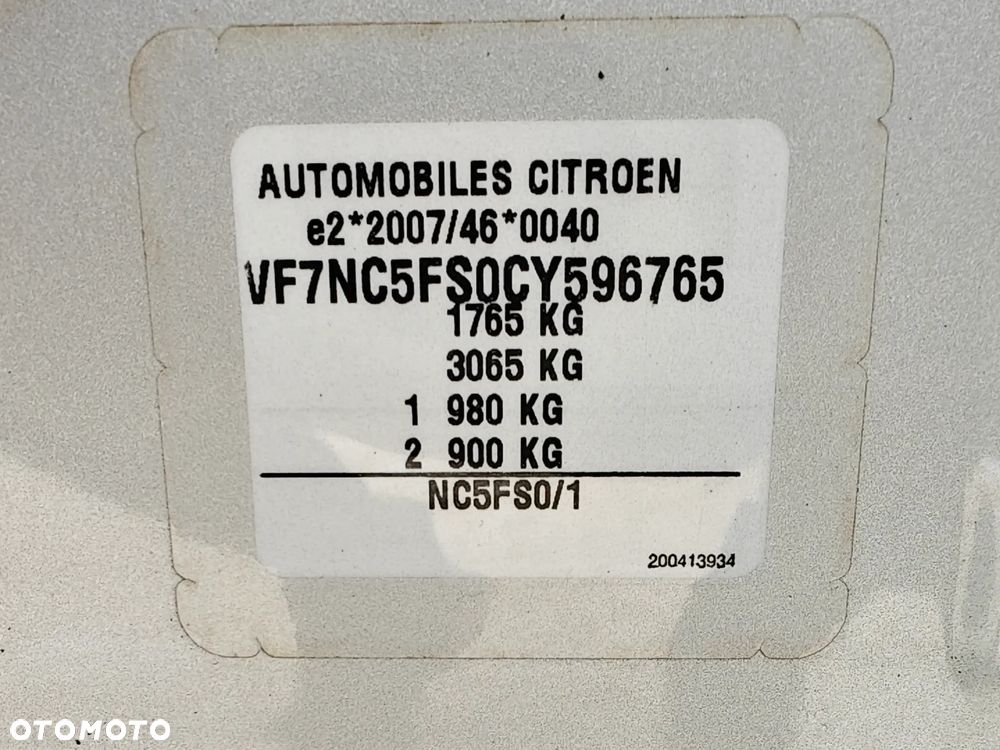 AUTOMOBILES CITROEN
e2*2007/46*0040
VF7NC5FS0CY596765
1765 KG
3065 KG
1 980 KG
2 900 KG
NC5FS0/1
200413934
OTOMOTO